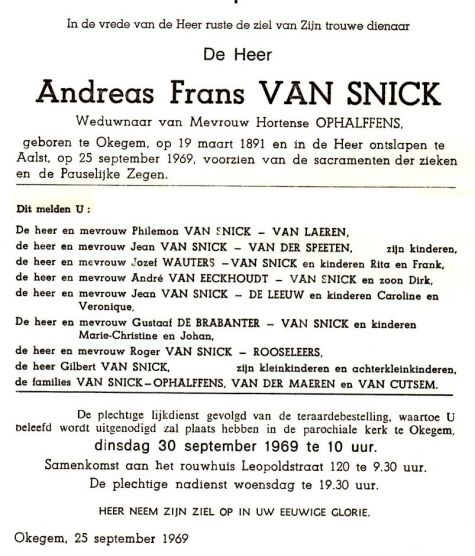 In de vrede van de Heer ruste de ziel van Zijn trouwe dienaar
De Heer
Andreas Frans VAN SNICK
Weduwnaar van Mevrouw Hortense OPHALFFENS,
geboren te Okegem, op 19 maart 1891 en in de Heer ontslapen te
Aalst, op 25 september 1969, voorzien van de sacramenten der zieken
en de Pauselijke Zegen.
Dit melden U :
De heer en mevrouw Philemon VAN SNICK – VAN LAEREN,
de heer en mevrouw Jean VAN SNICK – VAN DER SPEETEN, zijn kinderen,
de heer en mevrouw Jozef WAUTERS – VAN SNICK en kinderen Rita en Frank,
de heer en mevrouw André VAN EECKHOUDT – VAN SNICK en zoon Dirk,
de heer en mevrouw Jean VAN SNICK – DE LEEUW en kinderen Caroline en
Veronique,
De heer en mevrouw Gustaaf DE BRABANTER – VAN SNICK en kinderen
Marie-Christine en Johan,
de heer en mevrouw Roger VAN SNICK – ROOSELEERS,
de heer Gilbert VAN SNICK, zijn kleinkinderen en achterkleinkinderen,
de families VAN SNICK – OPHALFFENS, VAN DER MAEREN en VAN CUTSEM.
De plechtige lijkdienst gevolgd van de teraardebestelling, waartoe U
beleefd wordt uitgenodigd zal plaats hebben in de parochiale kerk te Okegem,
dinsdag 30 september 1969 te 10 uur.
Samenkomst aan het rouwhuis Leopoldstraat 120 te 9.30 uur.
De plechtige nadienst woensdag te 19.30 uur.
HEER NEEM ZIJN ZIEL OP IN UW EEUWIGE GLORIE.
Okegem, 25 september 1969